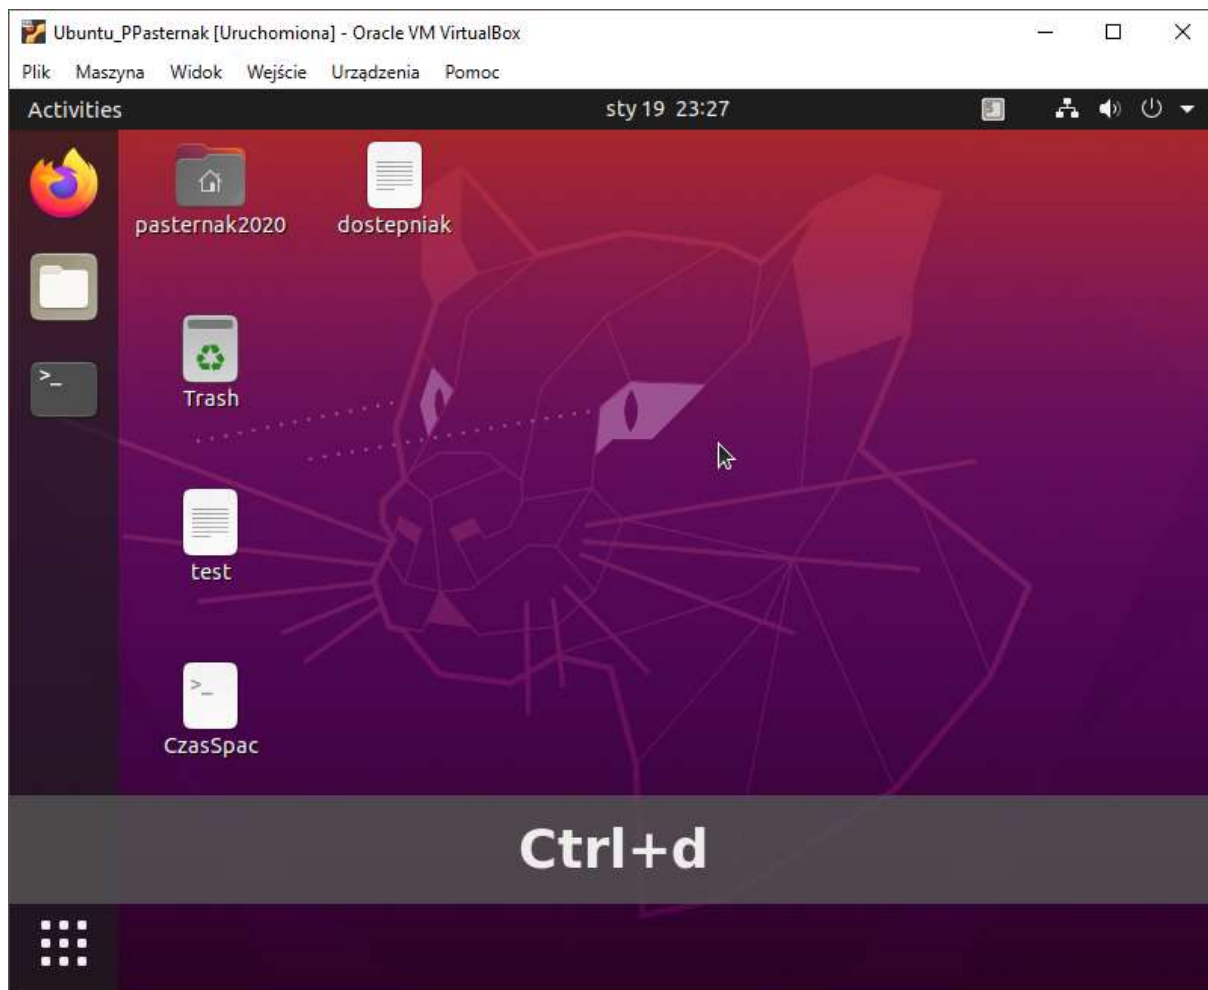 Ubuntu_PPasternak [Uruchomiona] - Oracle VM VirtualBox
Plik Maszyna Widok Wejście Urządzenia Pomoc
Activities sty 19 23:27
pasternak2020 dostepniak
Trash
test
>_
CzasSpac
Ctrl+d